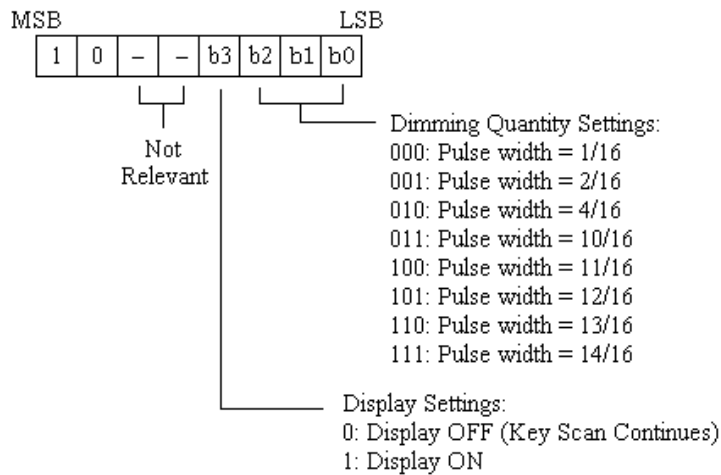 MSB LSB
1 0 – – b3 b2 b1 b0
Not
Relevant
Dimming Quantity Settings:
000: Pulse width = 1/16
001: Pulse width = 2/16
010: Pulse width = 4/16
011: Pulse width = 10/16
100: Pulse width = 11/16
101: Pulse width = 12/16
110: Pulse width = 13/16
111: Pulse width = 14/16
Display Settings:
0: Display OFF (Key Scan Continues)
1: Display ON